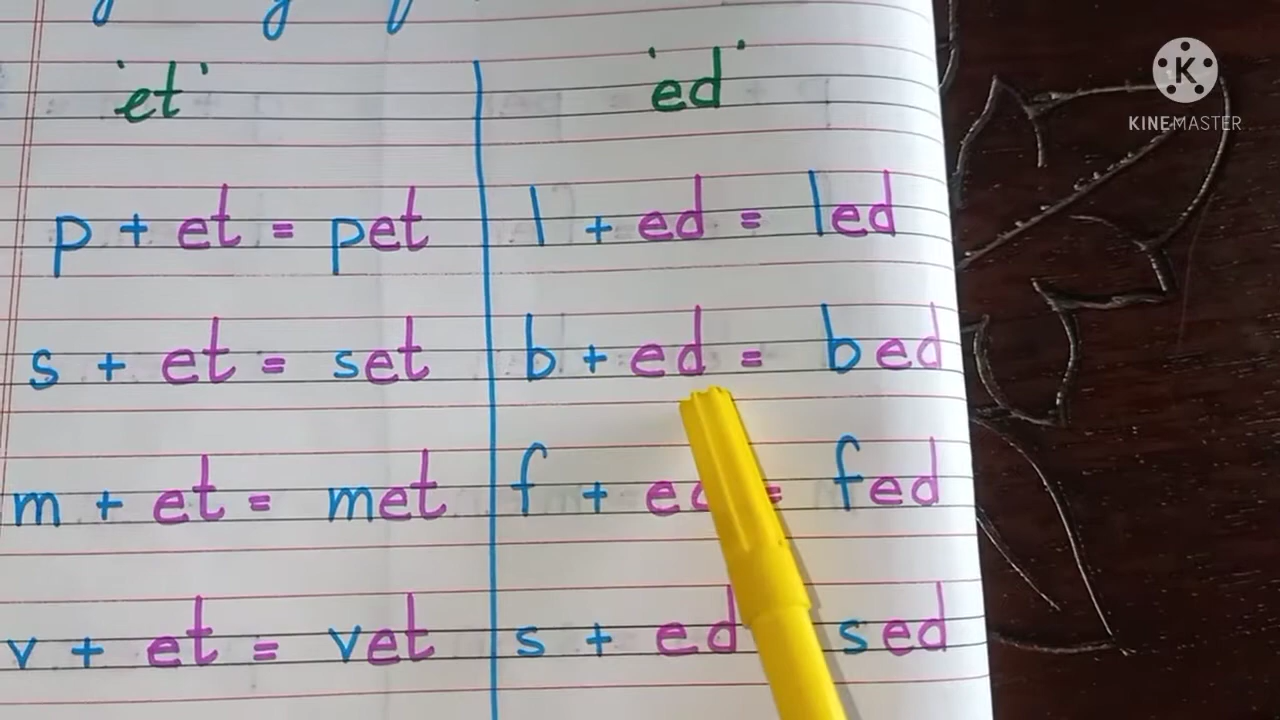 'et' 'ed'
p + et = pet l + ed = led
s + et = set b + ed = bed
m + et = met f + ed = fed
v + et = vet s + ed sed
K
KINEMASTER